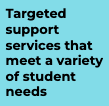 Targeted
support
services that
meet a variety
of student
needs